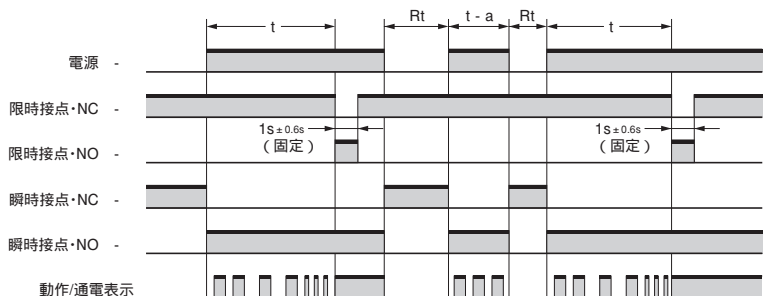 t Rt t - a Rt t
電源 -
限時接点・NC -
1s±0.6s 1s±0.6s
(固定) (固定)
限時接点・NO -
瞬時接点・NC -
瞬時接点・NO -
動作/通電表示